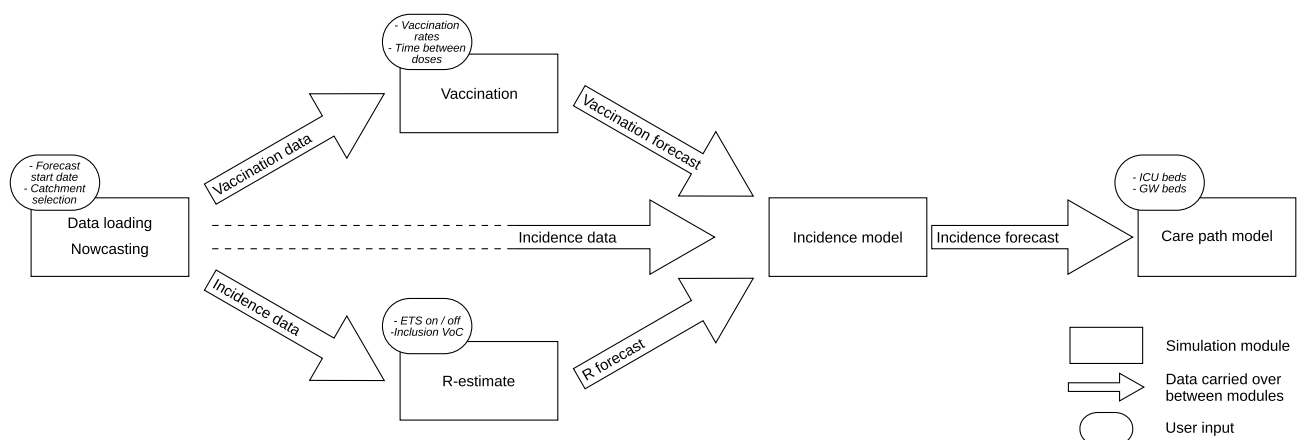 - Vaccination
rates
- Time between
doses
Vaccination
Vaccination data
Vaccination forecast
- Forecast
start date
- Catchment
selection
Data loading
Nowcasting
Incidence data
Incidence model
Incidence forecast
- ICU beds
- GW beds
Care path model
Incidence data
- ETS on / off
-Inclusion VoC
R-estimate
R forecast
Simulation module
Data carried over
between modules
User input